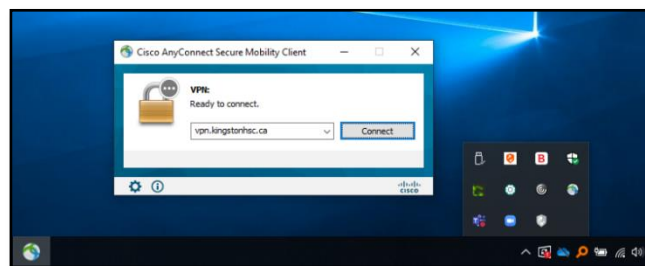 Cisco AnyConnect Secure Mobility Client
VPN:
Ready to connect.
vpn.kingstonhsc.ca
Connect
cisco
B